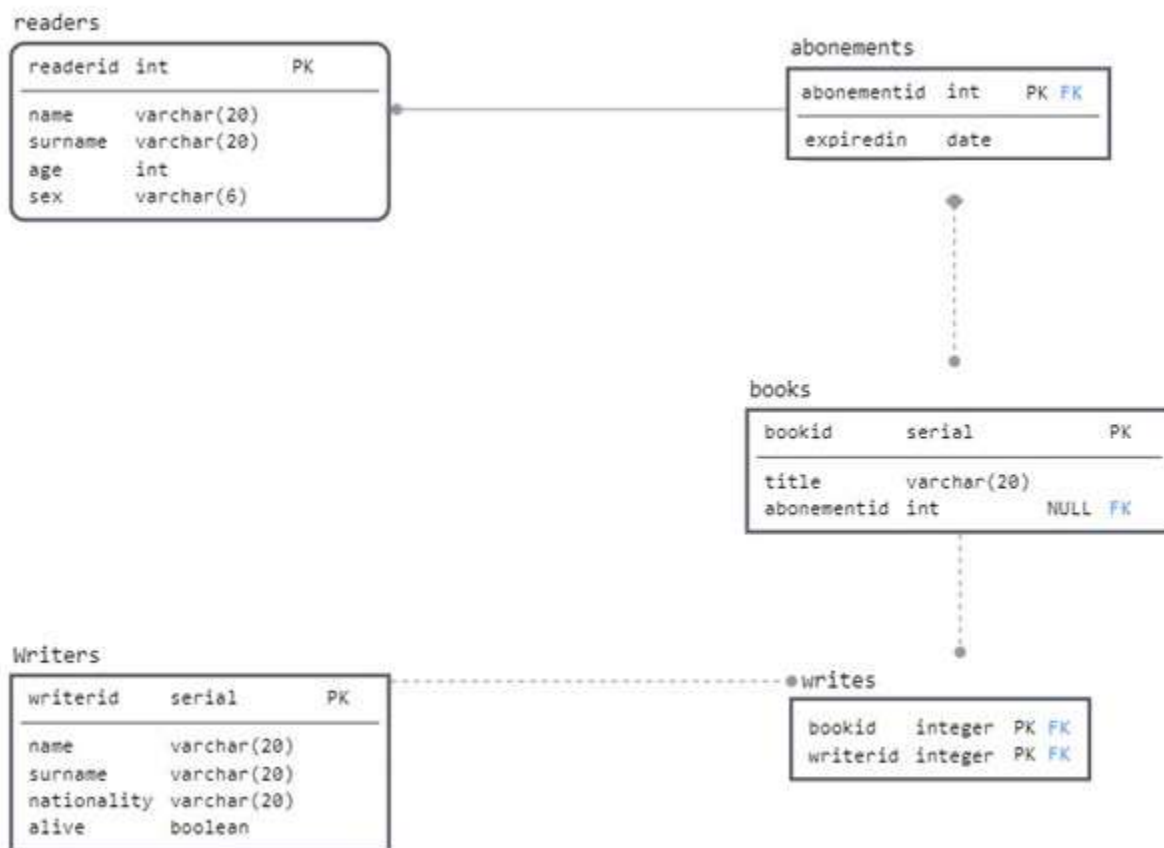 readers
readerid int PK
name varchar(20)
surname varchar(20)
age int
sex varchar(6)
abonements
abonementid int PK FK
expiredin date
books
bookid serial PK
title varchar(20)
abonementid int NULL FK
Writers
writerid serial PK
name varchar(20)
surname varchar(20)
nationality varchar(20)
alive boolean
writes
bookid integer PK FK
writerid integer PK FK